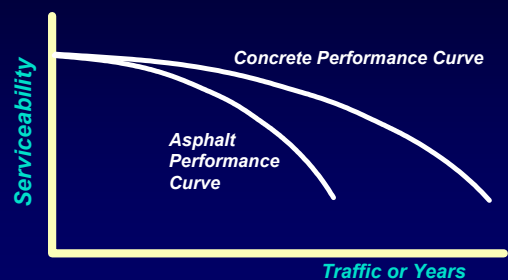 Serviceability
Concrete Performance Curve
Asphalt
Performance
Curve
Traffic or Years